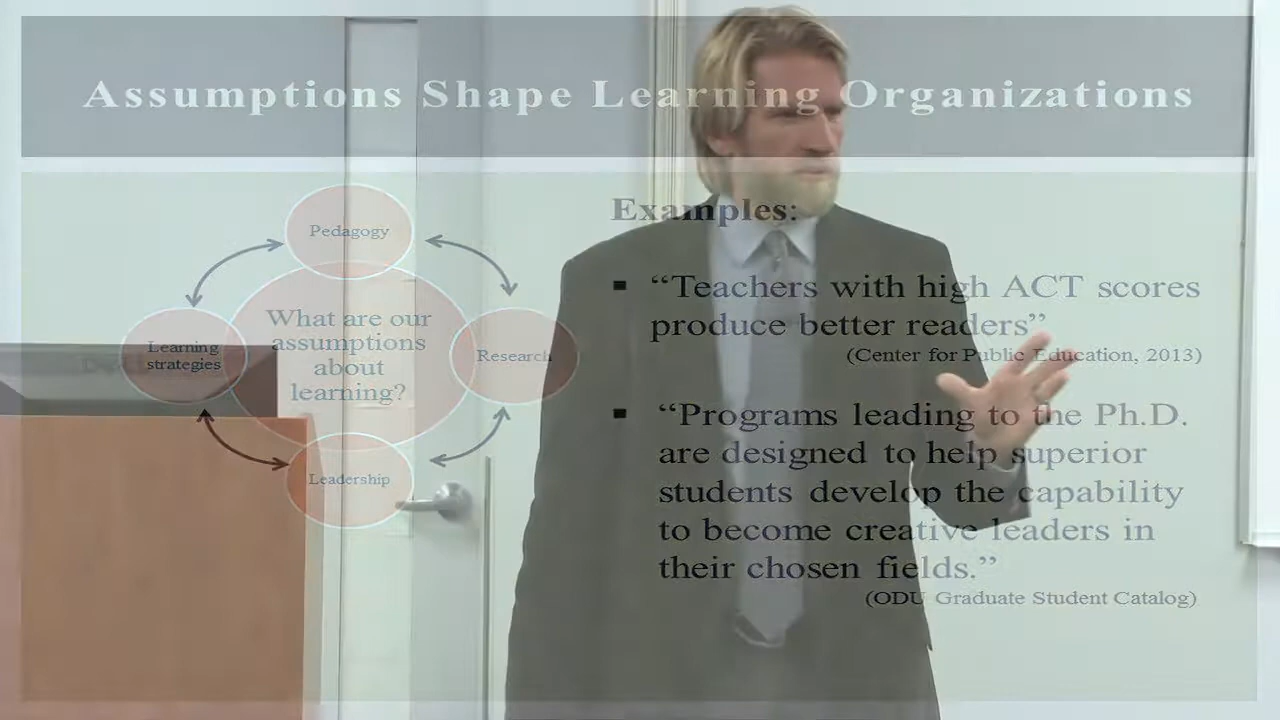 Assumptions Shape Learning Organizations
Pedagogy
What are our
assumptions
about
learning?
Learning
strategies
Research
Leadership
Examples:
▪ “Teachers with high ACT scores
produce better readers”
(Center for Public Education, 2013)
▪ “Programs leading to the Ph.D.
are designed to help superior
students develop the capability
to become creative leaders in
their chosen fields.”
(ODU Graduate Student Catalog)